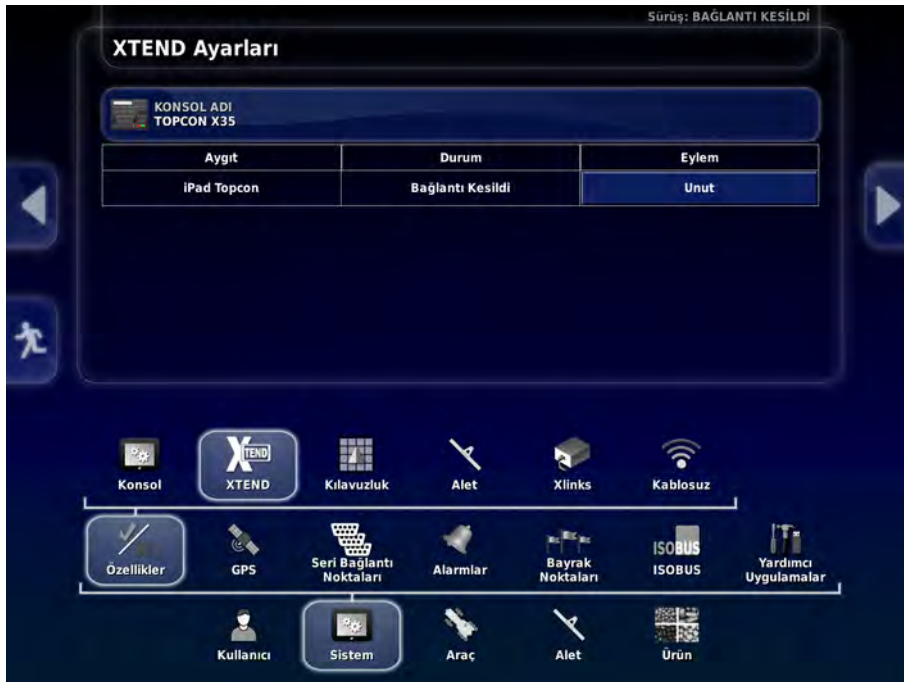 Sürüş: BAĞLANTI KESİLDİ
XTEND Ayarları
KONSOL ADI
TOPCON X35
Aygıt Durum Eylem
iPad Topcon Bağlantı Kesildi Unut
XTEND
Konsol XTEND Kılavuzluk Alet Xlinks Kablosuz
ISOBUS
Özellikler GPS Seri Bağlantı Noktaları Alarmlar Bayrak Noktaları ISOBUS Yardımcı Uygulamalar
Kullanıcı Sistem Araç Alet Ürün